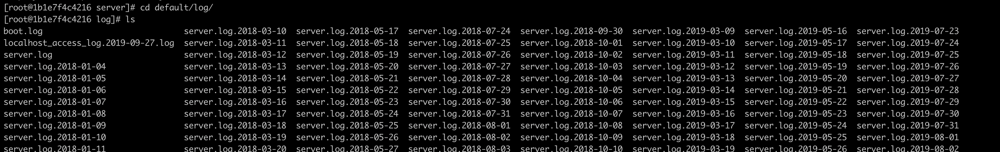 [root@1b1e7f4c4216 server]# cd default/log/
[root@1b1e7f4c4216 log]# ls
boot.log server.log.2018-03-10 server.log.2018-05-17 server.log.2018-07-24 server.log.2018-09-30 server.log.2019-03-09 server.log.2019-05-16 server.log.2019-07-23
localhost_access_log.2019-09-27.log server.log.2018-03-11 server.log.2018-05-18 server.log.2018-07-25 server.log.2018-10-01 server.log.2019-03-10 server.log.2019-05-17 server.log.2019-07-24
server.log server.log.2018-03-12 server.log.2018-05-19 server.log.2018-07-26 server.log.2018-10-02 server.log.2019-03-11 server.log.2019-05-18 server.log.2019-07-25
server.log.2018-01-04 server.log.2018-03-13 server.log.2018-05-20 server.log.2018-07-27 server.log.2018-10-03 server.log.2019-03-12 server.log.2019-05-19 server.log.2019-07-26
server.log.2018-01-05 server.log.2018-03-14 server.log.2018-05-21 server.log.2018-07-28 server.log.2018-10-04 server.log.2019-03-13 server.log.2019-05-20 server.log.2019-07-27
server.log.2018-01-06 server.log.2018-03-15 server.log.2018-05-22 server.log.2018-07-29 server.log.2018-10-05 server.log.2019-03-14 server.log.2019-05-21 server.log.2019-07-28
server.log.2018-01-07 server.log.2018-03-16 server.log.2018-05-23 server.log.2018-07-30 server.log.2018-10-06 server.log.2019-03-15 server.log.2019-05-22 server.log.2019-07-29
server.log.2018-01-08 server.log.2018-03-17 server.log.2018-05-24 server.log.2018-07-31 server.log.2018-10-07 server.log.2019-03-16 server.log.2019-05-23 server.log.2019-07-30
server.log.2018-01-09 server.log.2018-03-18 server.log.2018-05-25 server.log.2018-08-01 server.log.2018-10-08 server.log.2019-03-17 server.log.2019-05-24 server.log.2019-07-31
server.log.2018-01-10 server.log.2018-03-19 server.log.2018-05-26 server.log.2018-08-02 server.log.2018-10-09 server.log.2019-03-18 server.log.2019-05-25 server.log.2019-08-01
server.log.2018-01-11 server.log.2018-03-20 server.log.2018-05-27 server.log.2018-08-03 server.log.2018-10-10 server.log.2019-03-19 server.log.2019-05-26 server.log.2019-08-02